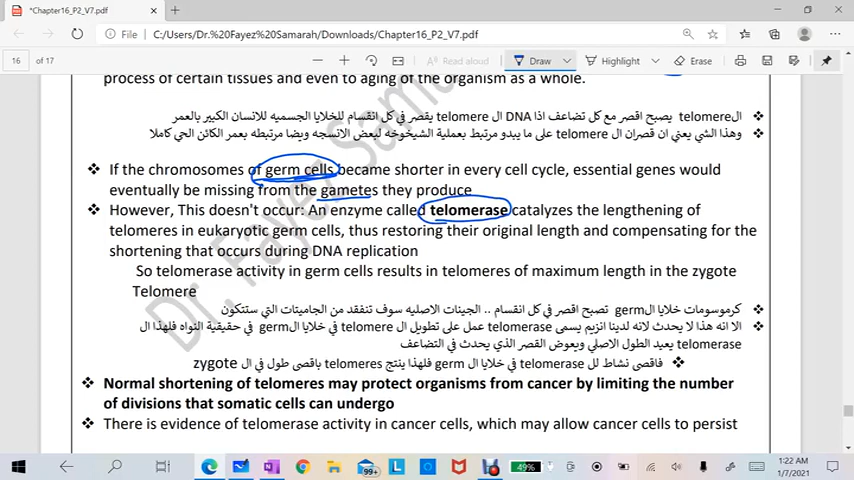 Chapter16_P2_V7.pdf
File C:/Users/Dr.%20Fayez%20Samarah/Downloads/Chapter16_P2_V7.pdf
16 of 17 Read aloud Draw Highlight Erase
process of certain tissues and even to aging of the organism as a whole.
الtelomere يصبح اقصر مع كل تضاعف اذا DNA ال telomere يقصر في كل انقسام للخلايا الجسميه للانسان الكبير بالعمر
وهذا الشي يعني ان قصران ال telomere على ما يبدو مرتبط بعملية الشيخوخه لبعض الانسجه ويضا مرتبطه بعمر الكائن الحي كاملا
If the chromosomes of germ cells became shorter in every cell cycle, essential genes would
eventually be missing from the gametes they produce
However, This doesn't occur: An enzyme called telomerase catalyzes the lengthening of
telomeres in eukaryotic germ cells, thus restoring their original length and compensating for the
shortening that occurs during DNA replication
So telomerase activity in germ cells results in telomeres of maximum length in the zygote
Telomere
كرموسومات خلايا الgerm تصبح اقصر في كل انقسام .. الجينات الاصليه سوف تنفقد من الجاميتات التي ستتكون
الا انه هذا لا يحدث لانه لدينا انزيم يسمى telomerase عمل على تطويل ال telomere في خلايا الgerm في حقيقية النواه فلهذا ال
telomerase يعيد الطول الاصلي ويعوض القصر الذي يحدث في التضاعف
فاقصى نشاط لل telomerase في خلايا ال germ فلهذا ينتج telomeres باقصى طول في ال zygote
Normal shortening of telomeres may protect organisms from cancer by limiting the number
of divisions that somatic cells can undergo
There is evidence of telomerase activity in cancer cells, which may allow cancer cells to persist
Dr. Fayez Sama
99+
49%
1:22 AM
1/7/2021